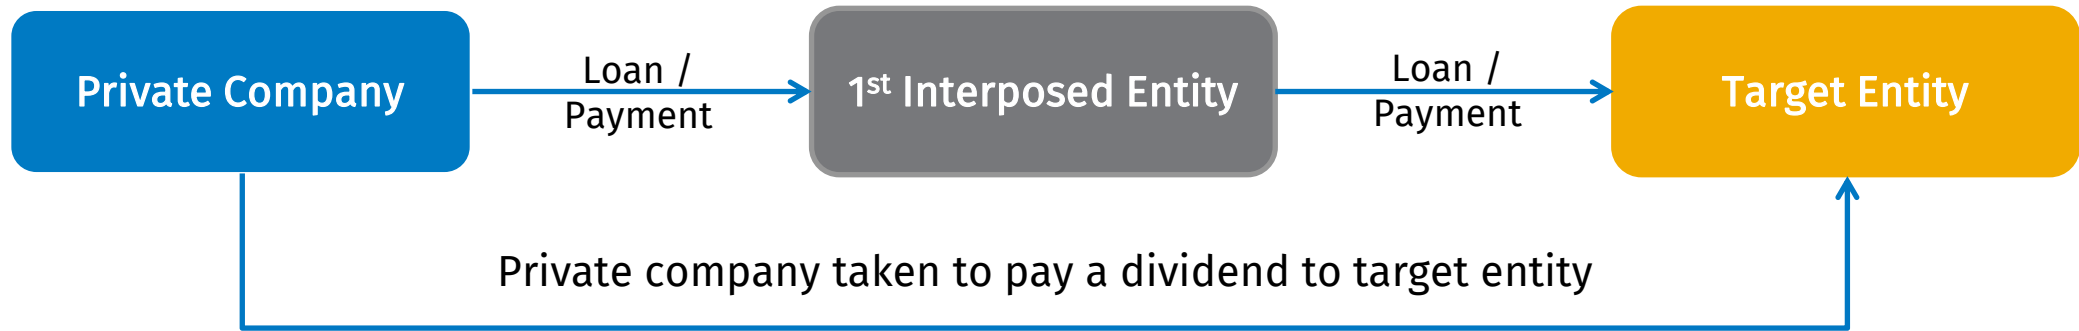 Private Company
Loan /
Payment
1st Interposed Entity
Loan /
Payment
Target Entity
Private company taken to pay a dividend to target entity